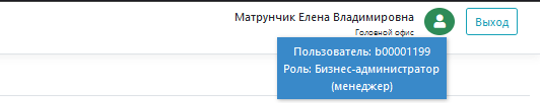 Матрунчик Елена Владимировна
Головной офис
Выход
Пользователь: b00001199
Роль: Бизнес-администратор
(менеджер)